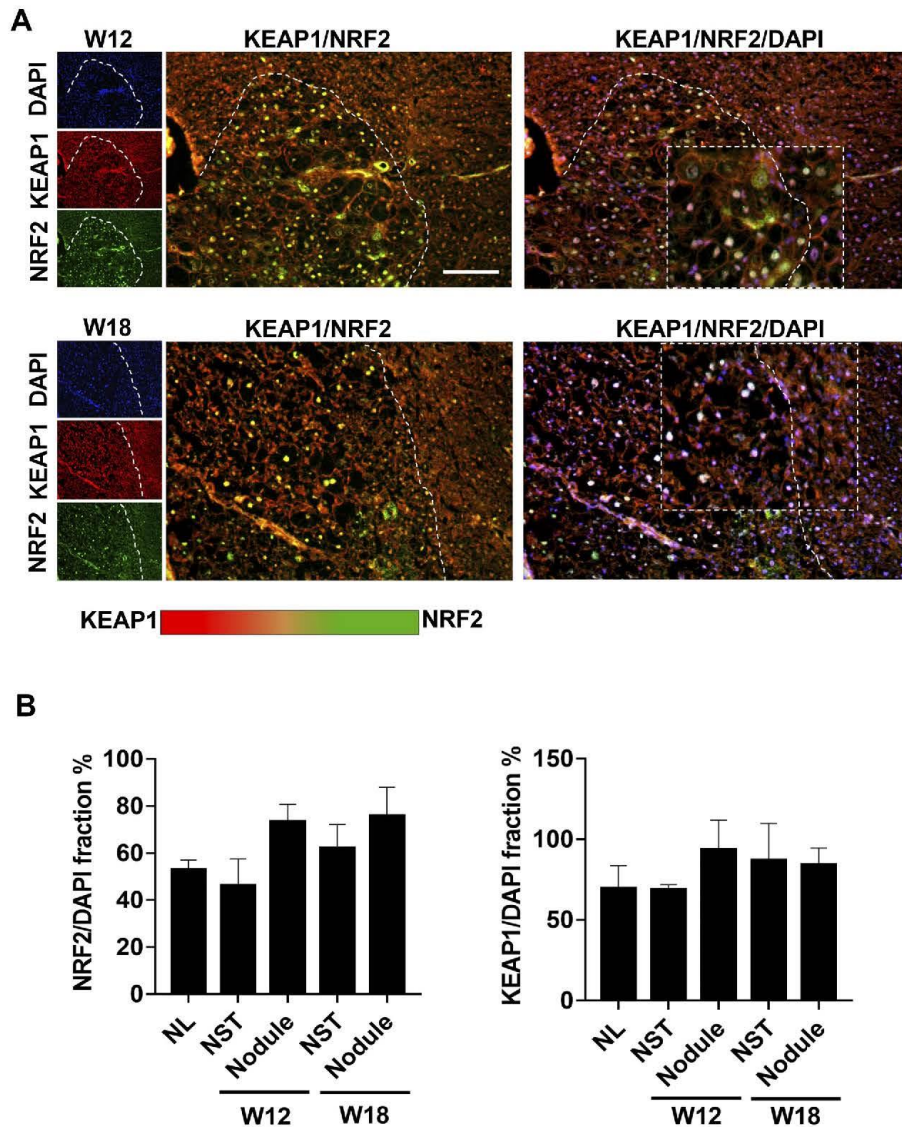 A
W12
KEAP1/NRF2
KEAP1/NRF2/DAPI
DAPI
KEAP1
NRF2
W18
KEAP1/NRF2
KEAP1/NRF2/DAPI
DAPI
KEAP1
NRF2
KEAP1
NRF2
B
NRF2/DAPI fraction %
100
80
60
40
20
0
NL
NST
Nodule
NST
Nodule
W12
W18
KEAP1/DAPI fraction %
150
100
50
0
NL
NST
Nodule
NST
Nodule
W12
W18